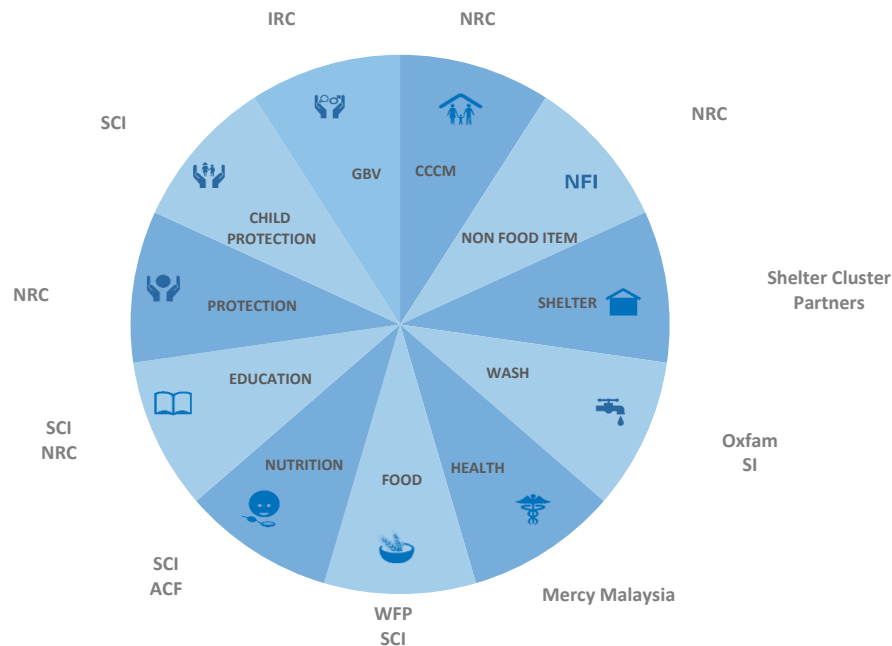 IRC
NRC
SCI
NRC
NFI
GBV
CCCM
CHILD
PROTECTION
NON FOOD ITEM
NRC
PROTECTION
SHELTER
Shelter Cluster
Partners
EDUCATION
WASH
SCI
NRC
Oxfam
SI
NUTRITION
FOOD
HEALTH
SCI
ACF
WFP
SCI
Mercy Malaysia